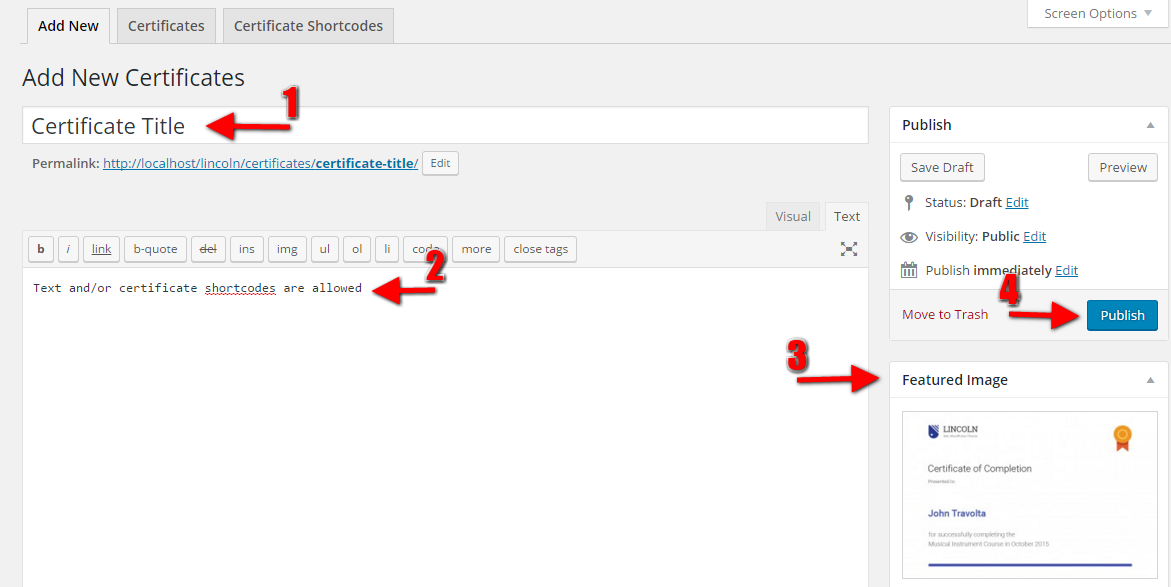 Add New Certificates Certificate Shortcodes Screen Options
Add New Certificates
1
Certificate Title
Permalink: http://localhost/lincoln/certificates/certificate-title/ Edit
Visual Text
b i link b-quote del ins img ul ol li code more close tags
2
Text and/or certificate shortcodes are allowed
Publish
Save Draft Preview
Status: Draft Edit
Visibility: Public Edit
Publish immediately Edit
4
Move to Trash Publish
3
Featured Image
LINCOLN
Certificate of Completion
Presented to:
John Travolta
for successfully completing the
Musical Instrument Course in October 2015